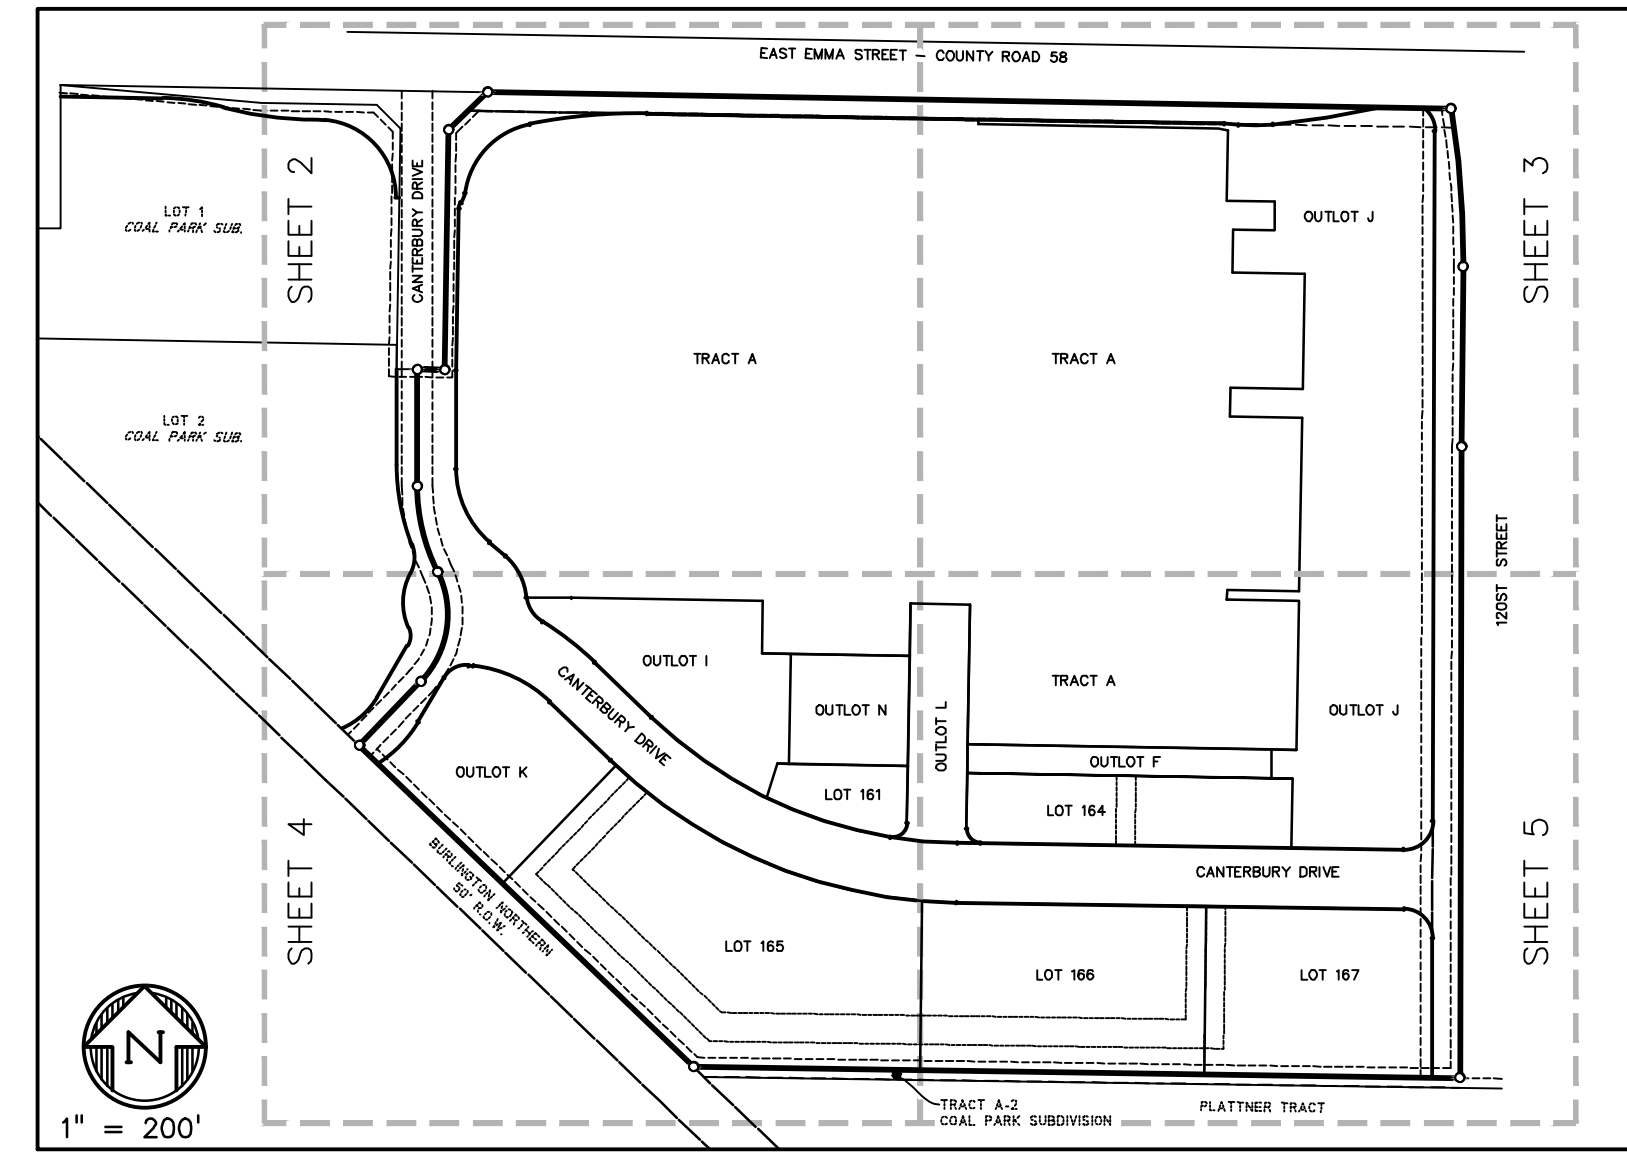 EAST EMMA STREET - COUNTY ROAD 58
SHEET 2
SHEET 3
CANTERBURY DRIVE
LOT 1
COAL PARK SUB.
OUTLOT J
TRACT A
TRACT A
LOT 2
COAL PARK SUB.
120ST STREET
OUTLOT I
CANTERBURY DRIVE
OUTLOT N
OUTLOT L
TRACT A
OUTLOT J
OUTLOT K
OUTLOT F
LOT 161
LOT 164
SHEET 4
SHEET 5
BURLINGTON NORTHERN
50' R.O.W.
CANTERBURY DRIVE
LOT 165
LOT 166
LOT 167
N
1" = 200'
TRACT A-2
COAL PARK SUBDIVISION
PLATTNER TRACT